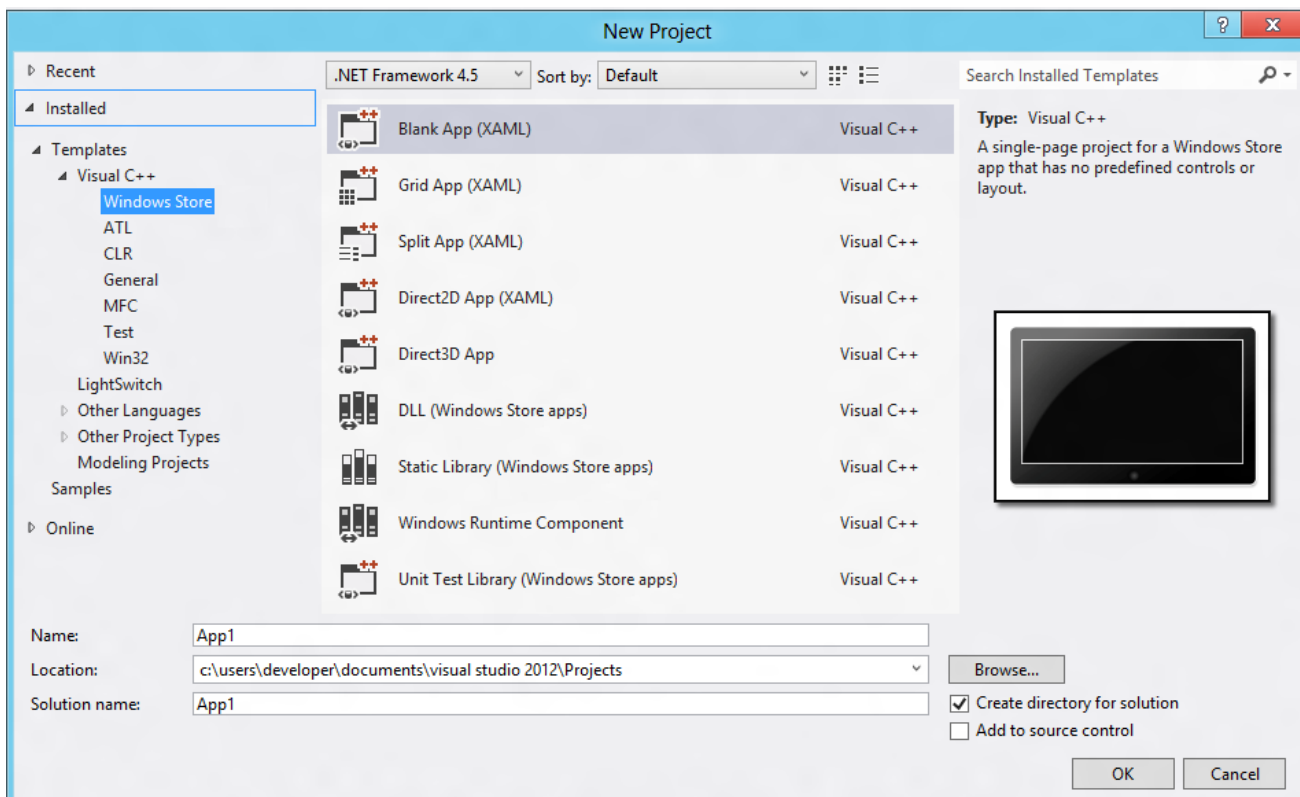 New Project
?
Recent
Installed
Templates
Visual C++
Windows Store
ATL
CLR
General
MFC
Test
Win32
LightSwitch
Other Languages
Other Project Types
Modeling Projects
Samples
Online
.NET Framework 4.5 Sort by: Default
Blank App (XAML) Visual C++
Grid App (XAML) Visual C++
Split App (XAML) Visual C++
Direct2D App (XAML) Visual C++
Direct3D App Visual C++
DLL (Windows Store apps) Visual C++
Static Library (Windows Store apps) Visual C++
Windows Runtime Component Visual C++
Unit Test Library (Windows Store apps) Visual C++
Search Installed Templates
Type: Visual C++
A single-page project for a Windows Store
app that has no predefined controls or
layout.
Name: App1
Location: c:\users\developer\documents\visual studio 2012\Projects Browse...
Solution name: App1
Create directory for solution
Add to source control
OK Cancel